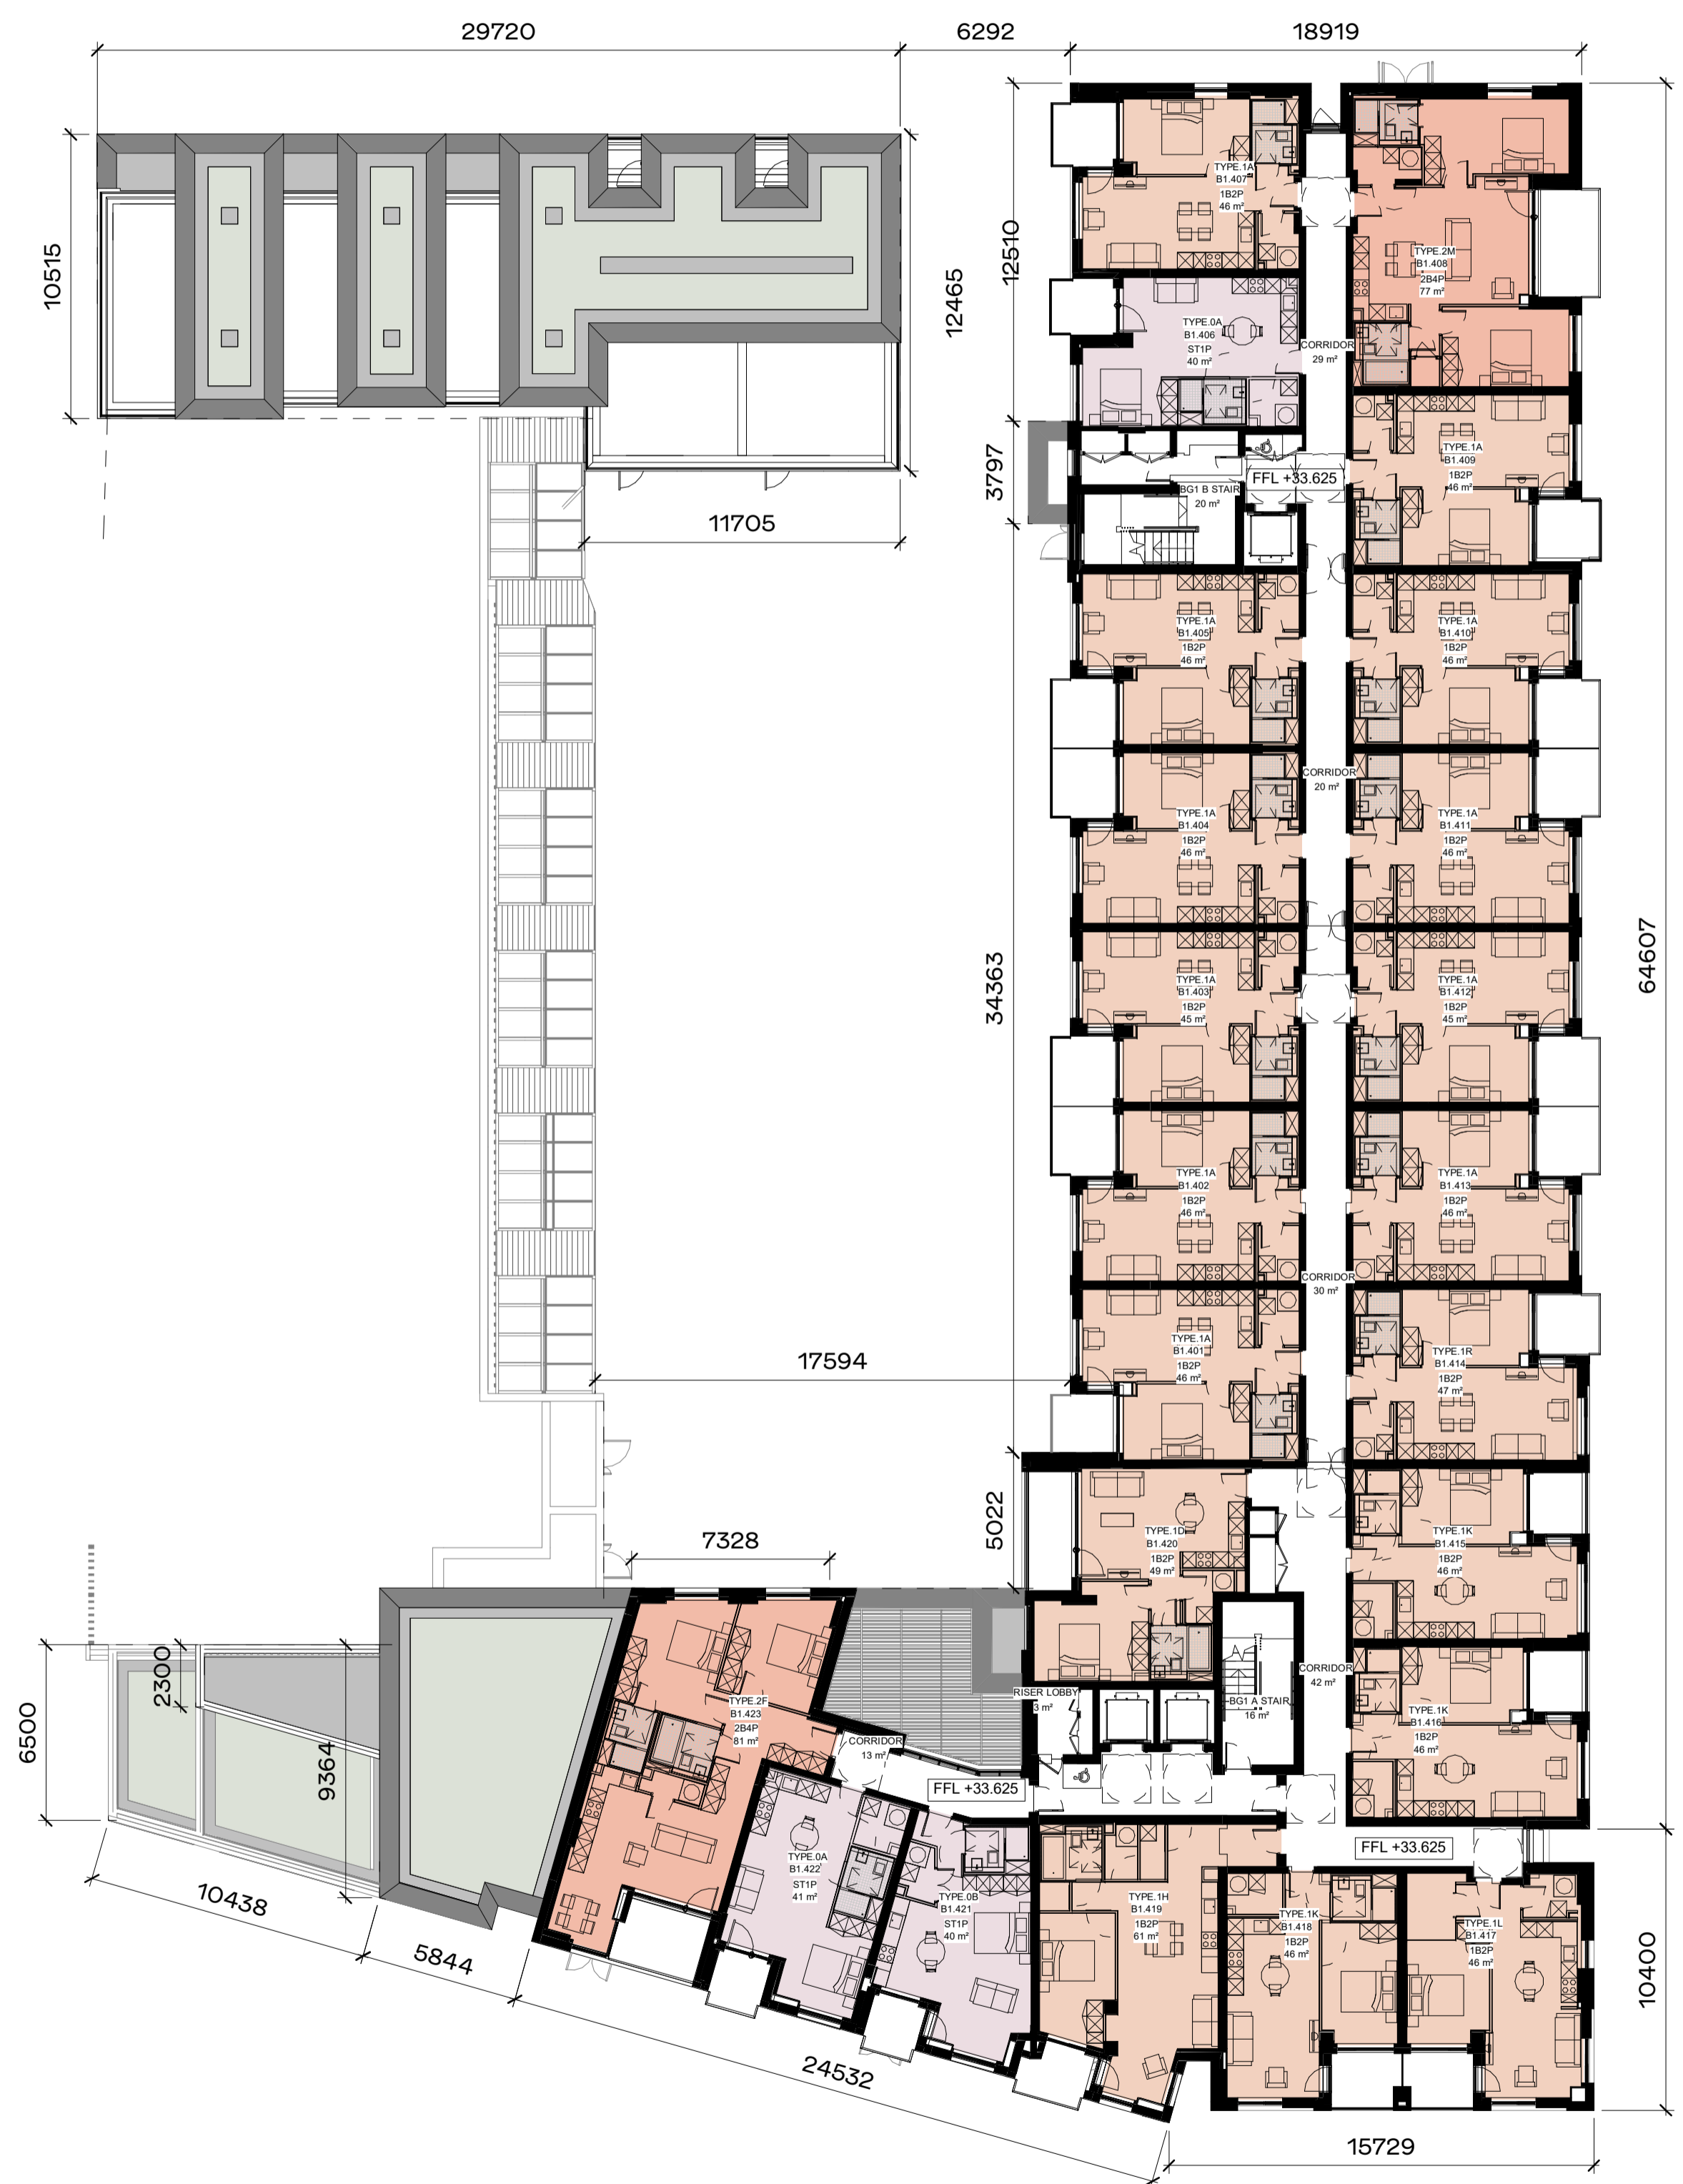 29720
6292
18919
10515
12465
12510
3797
11705
34363
64607
17594
5022
7328
6500
2300
9364
10438
5844
24532
10400
15729
TYPE.1A
B1.407
1B2P
46 m²
TYPE.2M
B1.408
2B4P
77 m²
TYPE.0A
B1.406
ST1P
40 m²
CORRIDOR
29 m²
TYPE.1A
B1.409
1B2P
46 m²
BG1 B STAIR
20 m²
FFL +33.625
TYPE.1A
B1.405
1B2P
46 m²
TYPE.1A
B1.410
1B2P
46 m²
CORRIDOR
20 m²
TYPE.1A
B1.404
1B2P
46 m²
TYPE.1A
B1.411
1B2P
46 m²
TYPE.1A
B1.403
1B2P
45 m²
TYPE.1A
B1.412
1B2P
45 m²
TYPE.1A
B1.402
1B2P
46 m²
TYPE.1A
B1.413
1B2P
46 m²
CORRIDOR
30 m²
TYPE.1A
B1.401
1B2P
46 m²
TYPE.1R
B1.414
1B2P
47 m²
TYPE.1D
B1.420
1B2P
49 m²
TYPE.1K
B1.415
1B2P
46 m²
CORRIDOR
42 m²
RISER LOBBY
3 m²
BG1 A STAIR
16 m²
TYPE.1K
B1.416
1B2P
46 m²
TYPE.2F
B1.423
2B4P
81 m²
CORRIDOR
13 m²
FFL +33.625
FFL +33.625
TYPE.0A
B1.422
ST1P
41 m²
TYPE.0B
B1.421
ST1P
40 m²
TYPE.1H
B1.419
1B2P
61 m²
TYPE.1K
B1.418
1B2P
46 m²
TYPE.1L
B1.417
1B2P
46 m²